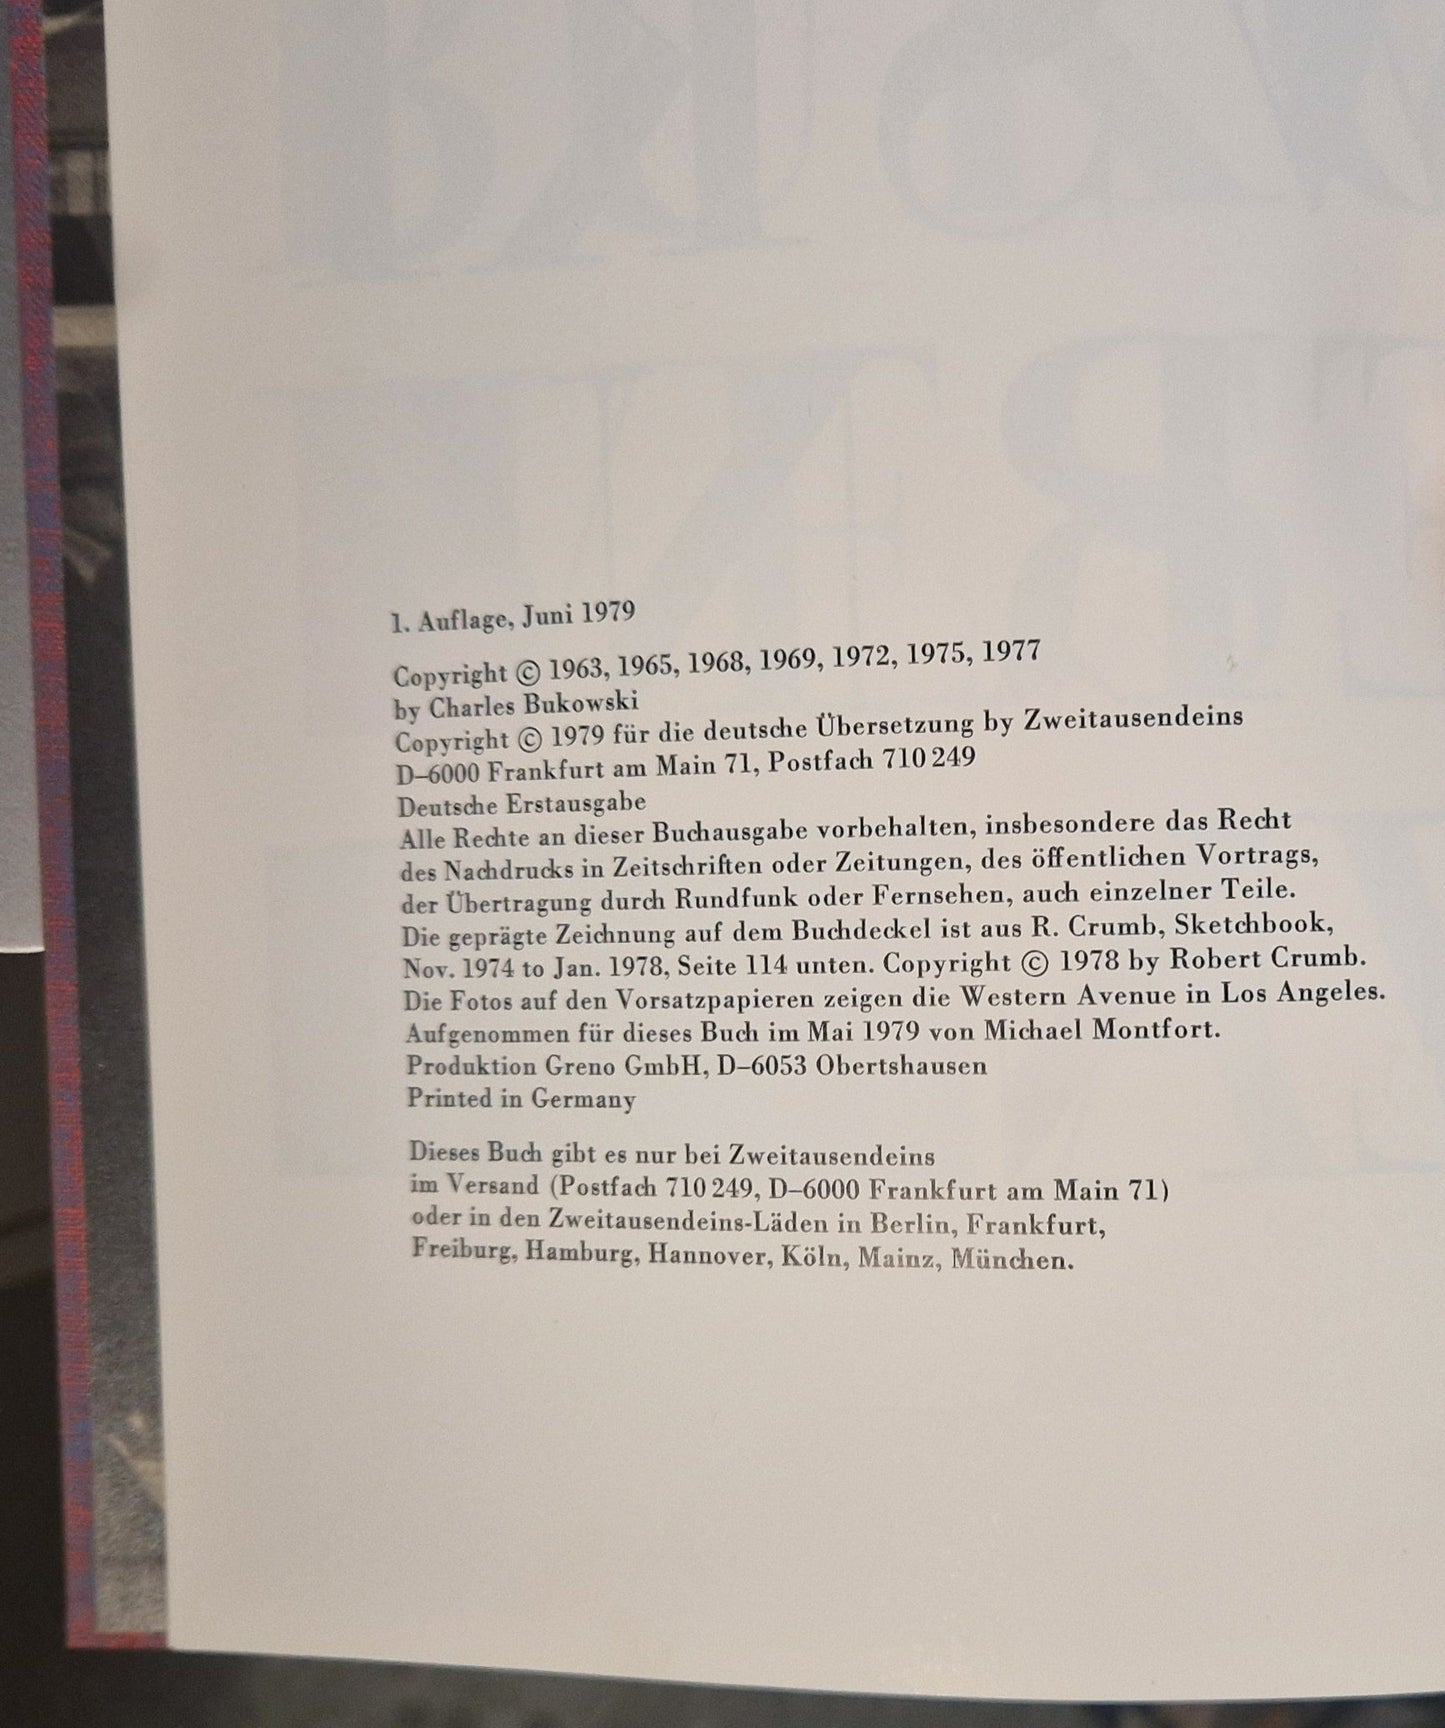 1. Auflage, Juni 1979
Copyright © 1963, 1965, 1968, 1969, 1972, 1975, 1977
by Charles Bukowski
Copyright © 1979 für die deutsche Übersetzung by Zweitausendeins
D–6000 Frankfurt am Main 71, Postfach 710 249
Deutsche Erstausgabe
Alle Rechte an dieser Buchausgabe vorbehalten, insbesondere das Recht
des Nachdrucks in Zeitschriften oder Zeitungen, des öffentlichen Vortrags,
der Übertragung durch Rundfunk oder Fernsehen, auch einzelner Teile.
Die geprägte Zeichnung auf dem Buchdeckel ist aus R. Crumb, Sketchbook,
Nov. 1974 to Jan. 1978, Seite 114 unten. Copyright © 1978 by Robert Crumb.
Die Fotos auf den Vorsatzpapieren zeigen die Western Avenue in Los Angeles.
Aufgenommen für dieses Buch im Mai 1979 von Michael Montfort.
Produktion Greno GmbH, D–6053 Obertshausen
Printed in Germany
Dieses Buch gibt es nur bei Zweitausendeins
im Versand (Postfach 710 249, D–6000 Frankfurt am Main 71)
oder in den Zweitausendeins-Läden in Berlin, Frankfurt,
Freiburg, Hamburg, Hannover, Köln, Mainz, München.